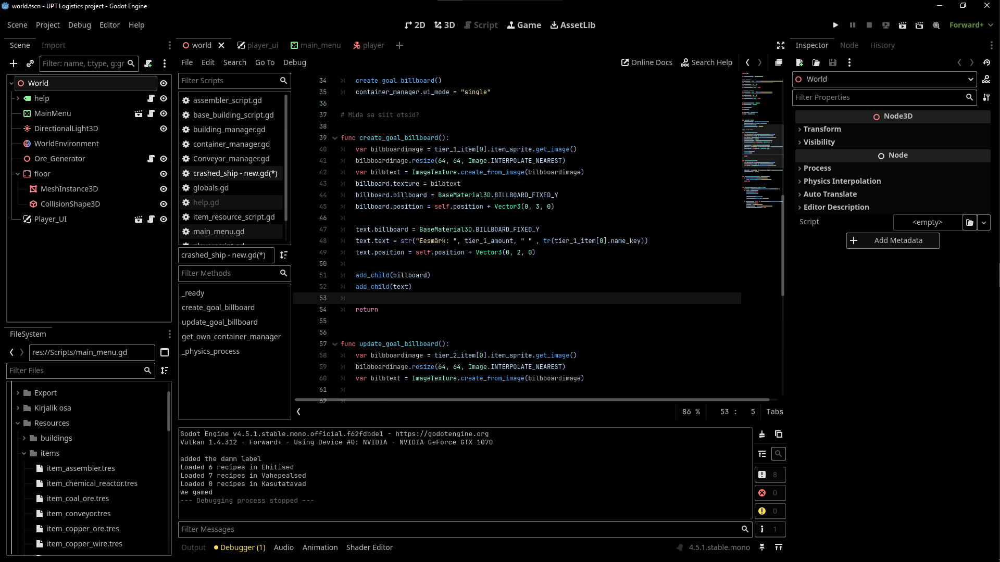 world.tscn - UPT Logistics project - Godot Engine
Scene Project Debug Editor Help
2D 3D Script Game AssetLib
Forward+
Scene Import
Filter: name, t:type, g:gr
World
help
MainMenu
DirectionalLight3D
WorldEnvironment
Ore_Generator
floor
MeshInstance3D
CollisionShape3D
Player_UI
FileSystem
res://Scripts/main_menu.gd
Filter Files
Export
Kirjalik osa
Resources
buildings
items
item_assembler.tres
item_chemical_reactor.tres
item_coal_ore.tres
item_conveyor.tres
item_copper_ore.tres
item_copper_wire.tres
world player_ui main_menu player
File Edit Search Go To Debug
Online Docs Search Help
Filter Scripts
assembler_script.gd
base_building_script.gd
building_manager.gd
container_manager.gd
Conveyor_manager.gd
crashed_ship - new.gd(*)
globals.gd
help.gd
item_resource_script.gd
main_menu.gd
crashed_ship - new.gd(*)
Filter Methods
_ready
create_goal_billboard
update_goal_billboard
get_own_container_manager
_physics_process
34 create_goal_billboard()
35 container_manager.ui_mode = "single"
36
37 # Mida sa siit otsid?
38
39 func create_goal_billboard():
40 var bilbboardimage = tier_1_item[0].item_sprite.get_image()
41 bilbboardimage.resize(64, 64, Image.INTERPOLATE_NEAREST)
42 var bilbtext = ImageTexture.create_from_image(bilbboardimage)
43 billboard.texture = bilbtext
44 billboard.billboard = BaseMaterial3D.BILLBOARD_FIXED_Y
45 billboard.position = self.position + Vector3(0, 3, 0)
46
47 text.billboard = BaseMaterial3D.BILLBOARD_FIXED_Y
48 text.text = str("Eesmärk: ", tier_1_amount, " " , tr(tier_1_item[0].name_key))
49 text.position = self.position + Vector3(0, 2, 0)
50
51 add_child(billboard)
52 add_child(text)
53
54 return
55
56
57 func update_goal_billboard():
58 var bilbboardimage = tier_2_item[0].item_sprite.get_image()
59 bilbboardimage.resize(64, 64, Image.INTERPOLATE_NEAREST)
60 var bilbtext = ImageTexture.create_from_image(bilbboardimage)
61
62
86 % 53 : 5 Tabs
Godot Engine v4.5.1.stable.mono.official.f62fdbde1 - https://godotengine.org
Vulkan 1.4.312 - Forward+ - Using Device #0: NVIDIA - NVIDIA GeForce GTX 1070
added the damn label
Loaded 6 recipes in Ehitised
Loaded 7 recipes in Vahepealsed
Loaded 0 recipes in Kasutatavad
we gamed
--- Debugging process stopped ---
8
0
0
1
Filter Messages
Output Debugger (1) Audio Animation Shader Editor
4.5.1.stable.mono
Inspector Node History
World
Filter Properties
Node3D
Transform
Visibility
Node
Process
Physics Interpolation
Auto Translate
Editor Description
Script <empty>
Add Metadata